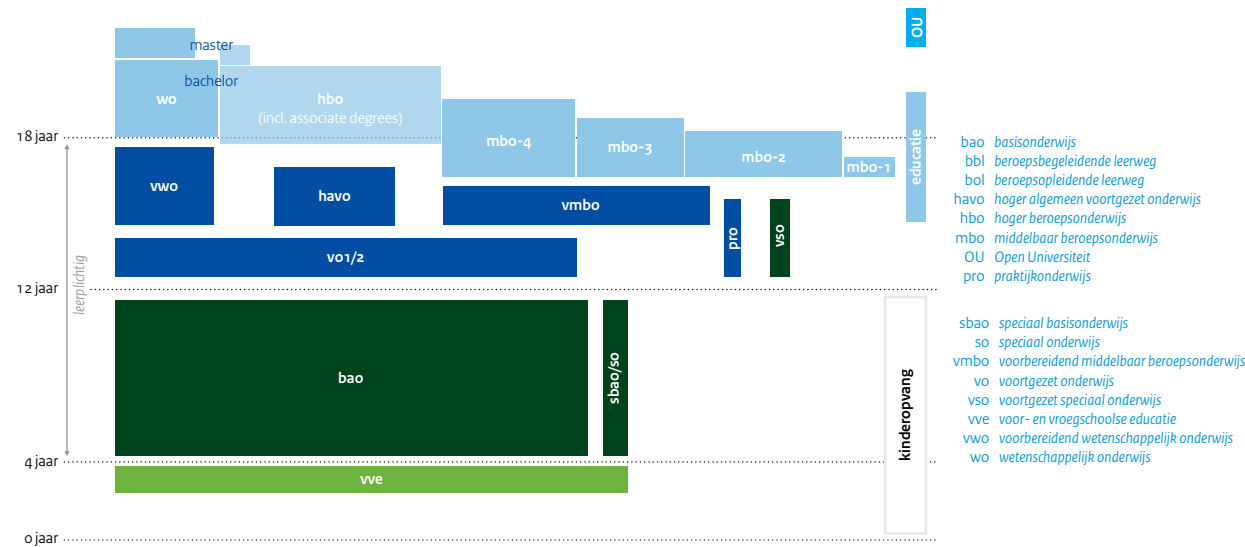 OU
master
bachelor
wo
hbo
(incl. associate degrees)
mbo-4
mbo-3
mbo-2
mbo-1
educatie
18 jaar
vwo
havo
vmbo
pro
vso
vo1/2
leerplichtig
12 jaar
bao
sbao/so
kinderopvang
4 jaar
vve
0 jaar
bao basisonderwijs
bbl beroepsbegeleidende leerweg
bol beroepsopleidende leerweg
havo hoger algemeen voortgezet onderwijs
hbo hoger beroepsonderwijs
mbo middelbaar beroepsonderwijs
OU Open Universiteit
pro praktijkonderwijs
sbao speciaal basisonderwijs
so speciaal onderwijs
vmbo voorbereidend middelbaar beroepsonderwijs
vo voortgezet onderwijs
vso voortgezet speciaal onderwijs
vve voor- en vroegschoolse educatie
vwo voorbereidend wetenschappelijk onderwijs
wo wetenschappelijk onderwijs